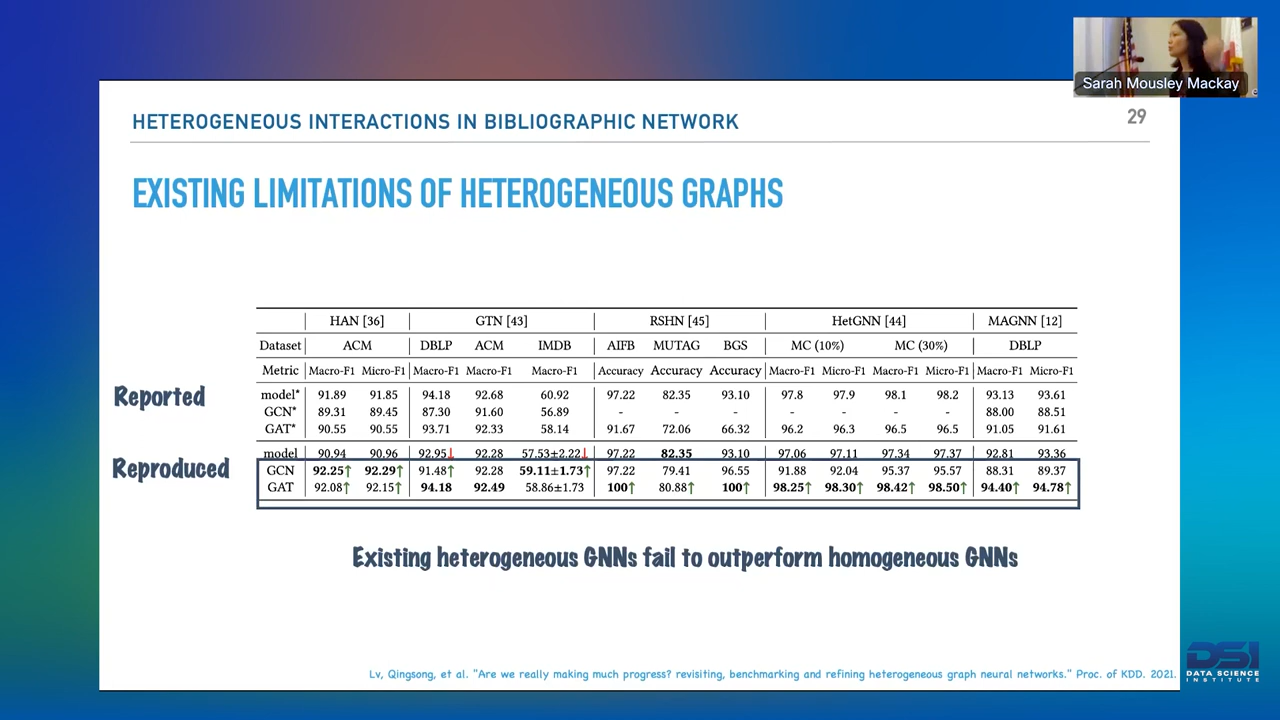 Sarah Mousley Mackay
HETEROGENEOUS INTERACTIONS IN BIBLIOGRAPHIC NETWORK
29
EXISTING LIMITATIONS OF HETEROGENEOUS GRAPHS
HAN [36] GTN [43] RSHN [45] HetGNN [44] MAGNN [12]
Dataset ACM DBLP ACM IMDB AIFB MUTAG BGS MC (10%) MC (30%) DBLP
Metric Macro-F1 Micro-F1 Macro-F1 Macro-F1 Macro-F1 Accuracy Accuracy Accuracy Macro-F1 Micro-F1 Macro-F1 Micro-F1 Macro-F1 Micro-F1
Reported
model* 91.89 91.85 94.18 92.68 60.92 97.22 82.35 93.10 97.8 97.9 98.1 98.2 93.13 93.61
GCN* 89.31 89.45 87.30 91.60 56.89 - - - - - - - 88.00 88.51
GAT* 90.55 90.55 93.71 92.33 58.14 91.67 72.06 66.32 96.2 96.3 96.5 96.5 91.05 91.61
Reproduced
model 90.94 90.96 92.95↓ 92.28 57.53±2.22↓ 97.22 82.35 93.10 97.06 97.11 97.34 97.37 92.81 93.36
GCN 92.25↑ 92.29↑ 91.48↑ 92.28 59.11±1.73↑ 97.22 79.41 96.55 91.88 92.04 95.37 95.57 88.31 89.37
GAT 92.08↑ 92.15↑ 94.18 92.49 58.86±1.73 100↑ 80.88↑ 100↑ 98.25↑ 98.30↑ 98.42↑ 98.50↑ 94.40↑ 94.78↑
Existing heterogeneous GNNs fail to outperform homogeneous GNNs
Lv, Qingsong, et al. "Are we really making much progress? revisiting, benchmarking and refining heterogeneous graph neural networks." Proc. of KDD. 2021.
DSI
DATA SCIENCE
INSTITUTE